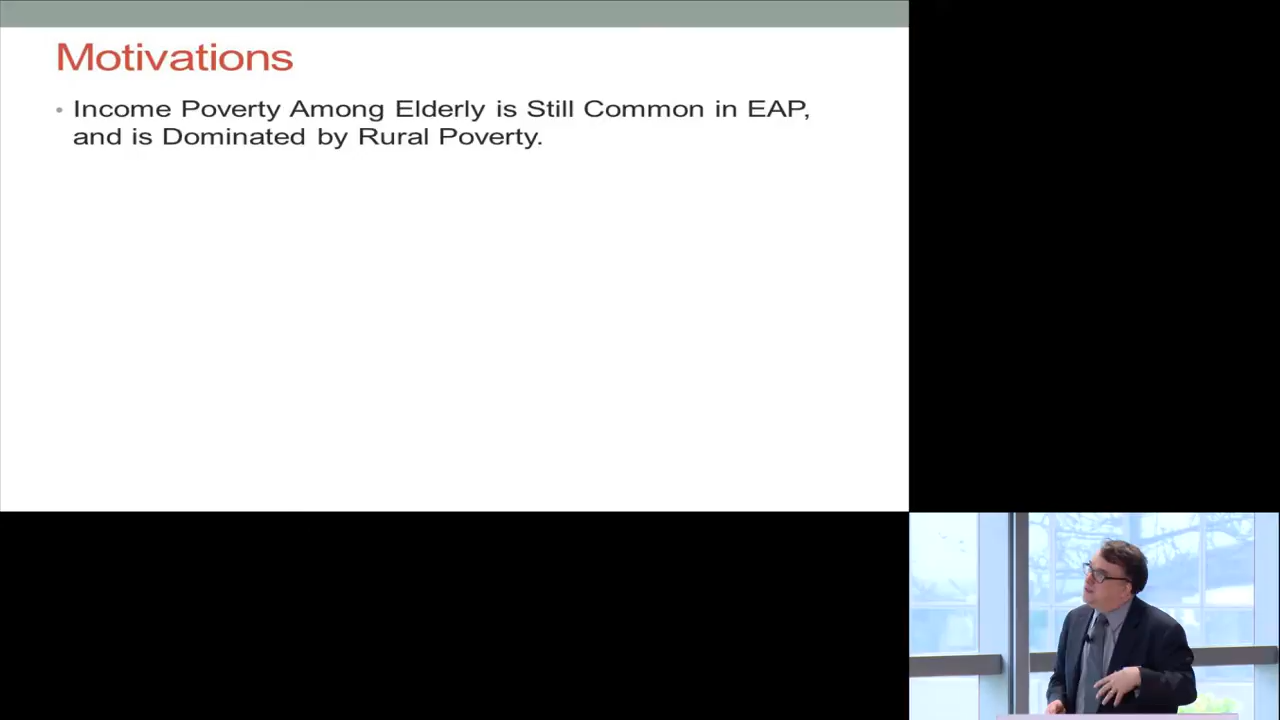 Motivations
• Income Poverty Among Elderly is Still Common in EAP,
and is Dominated by Rural Poverty.